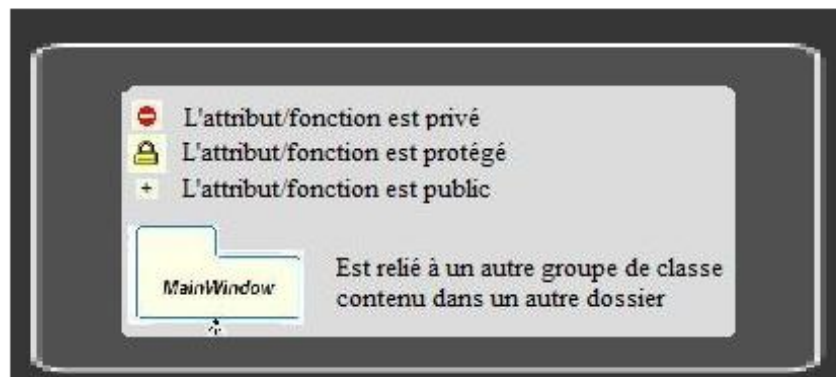 L'attribut/fonction est privé
L'attribut/fonction est protégé
+ L'attribut/fonction est public
MainWindow
Est relié à un autre groupe de classe
contenu dans un autre dossier